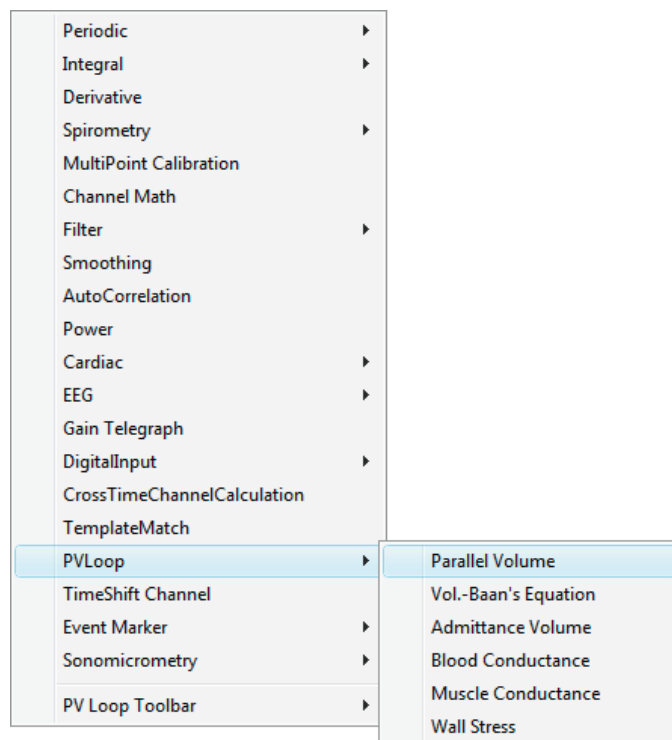 Periodic
Integral
Derivative
Spirometry
MultiPoint Calibration
Channel Math
Filter
Smoothing
AutoCorrelation
Power
Cardiac
EEG
Gain Telegraph
DigitalInput
CrossTimeChannelCalculation
TemplateMatch
PVLoop
TimeShift Channel
Event Marker
Sonomicrometry
PV Loop Toolbar
Parallel Volume
Vol.-Baan's Equation
Admittance Volume
Blood Conductance
Muscle Conductance
Wall Stress